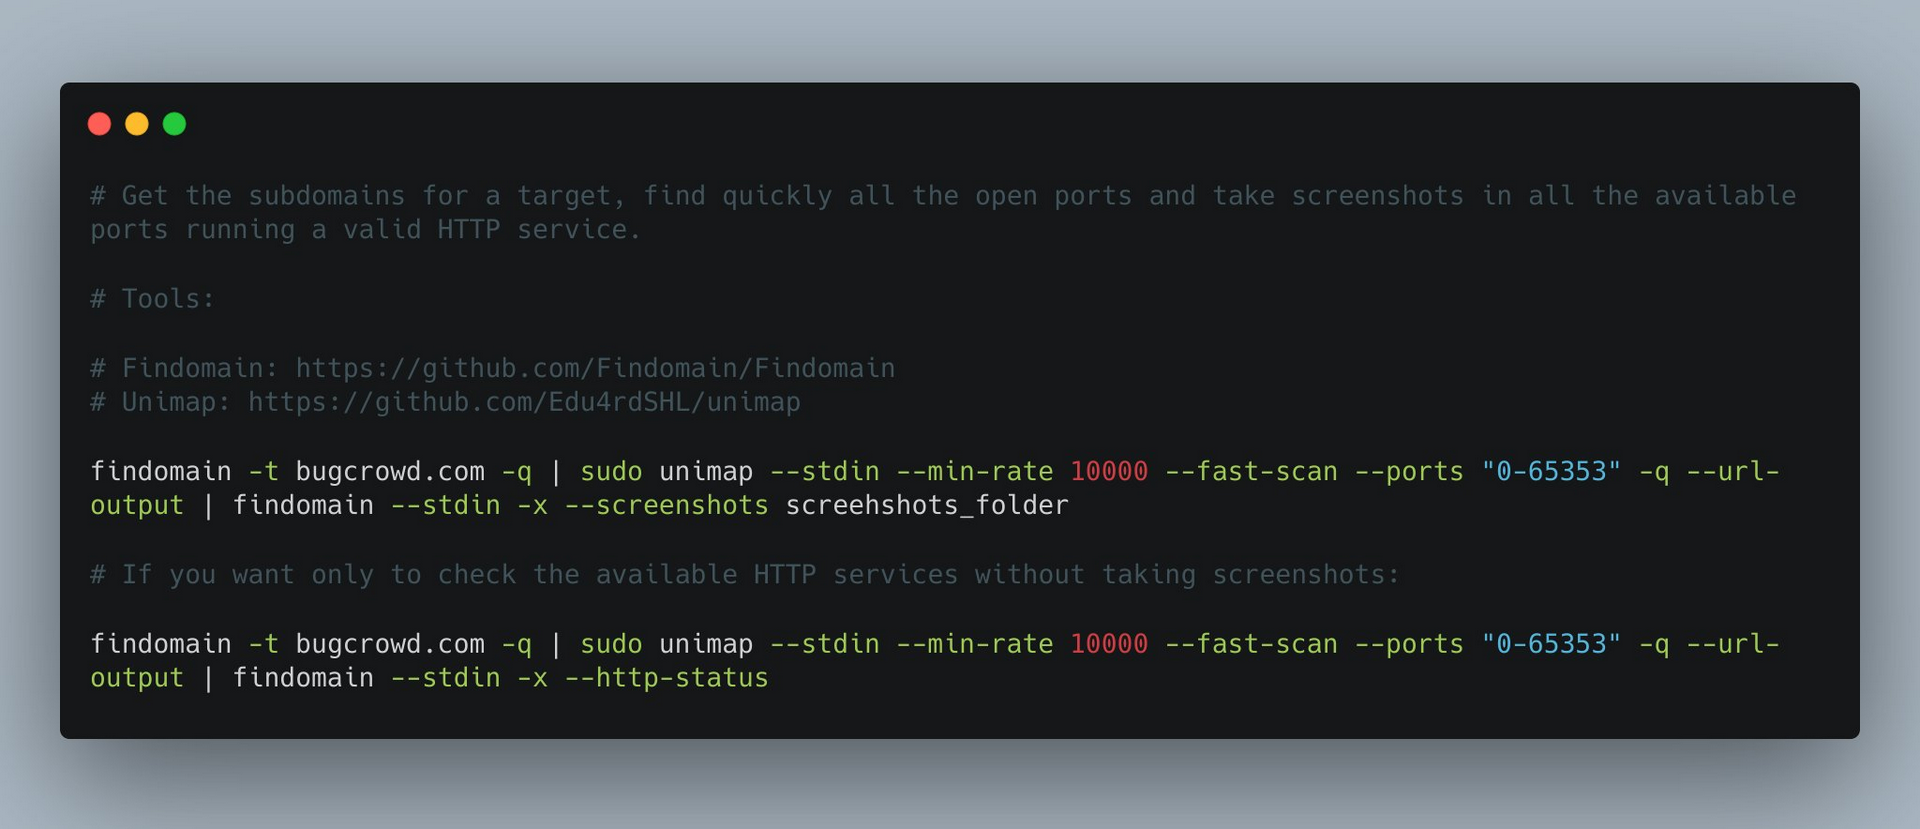 # Get the subdomains for a target, find quickly all the open ports and take screenshots in all the available
ports running a valid HTTP service.
# Tools:
# Findomain: https://github.com/Findomain/Findomain
# Unimap: https://github.com/Edu4rdSHL/unimap
findomain -t bugcrowd.com -q | sudo unimap --stdin --min-rate 10000 --fast-scan --ports "0-65353" -q --url-
output | findomain --stdin -x --screenshots screehshots_folder
# If you want only to check the available HTTP services without taking screenshots:
findomain -t bugcrowd.com -q | sudo unimap --stdin --min-rate 10000 --fast-scan --ports "0-65353" -q --url-
output | findomain --stdin -x --http-status